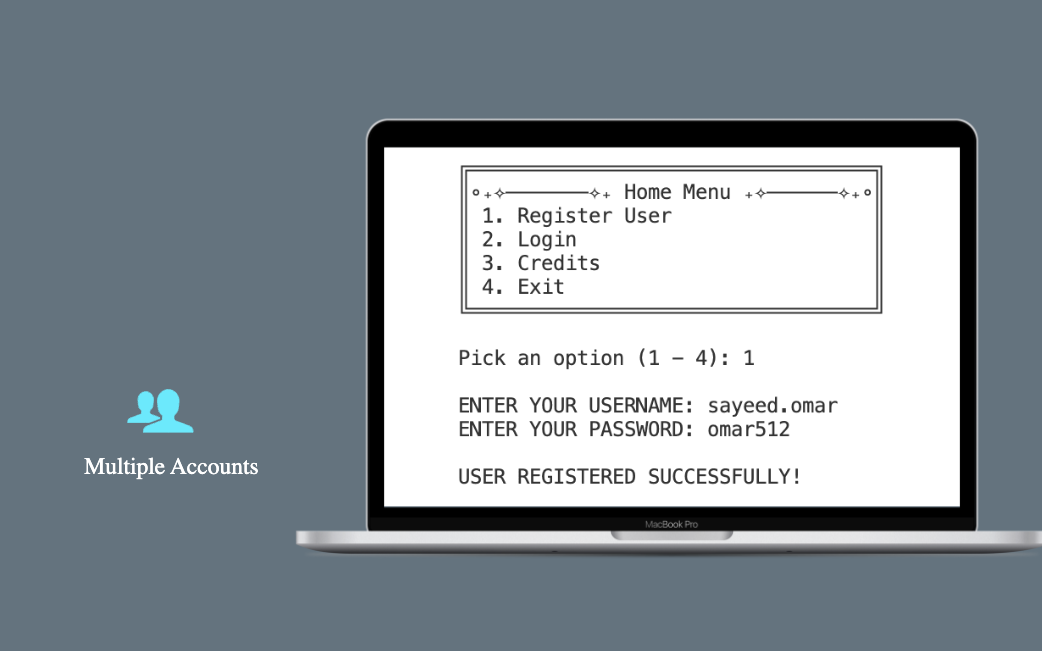 ∘₊✧──────✧₊ Home Menu ₊✧─────✧₊∘
1. Register User
2. Login
3. Credits
4. Exit
Pick an option (1 – 4): 1
ENTER YOUR USERNAME: sayeed.omar
ENTER YOUR PASSWORD: omar512
USER REGISTERED SUCCESSFULLY!
MacBook Pro
Multiple Accounts